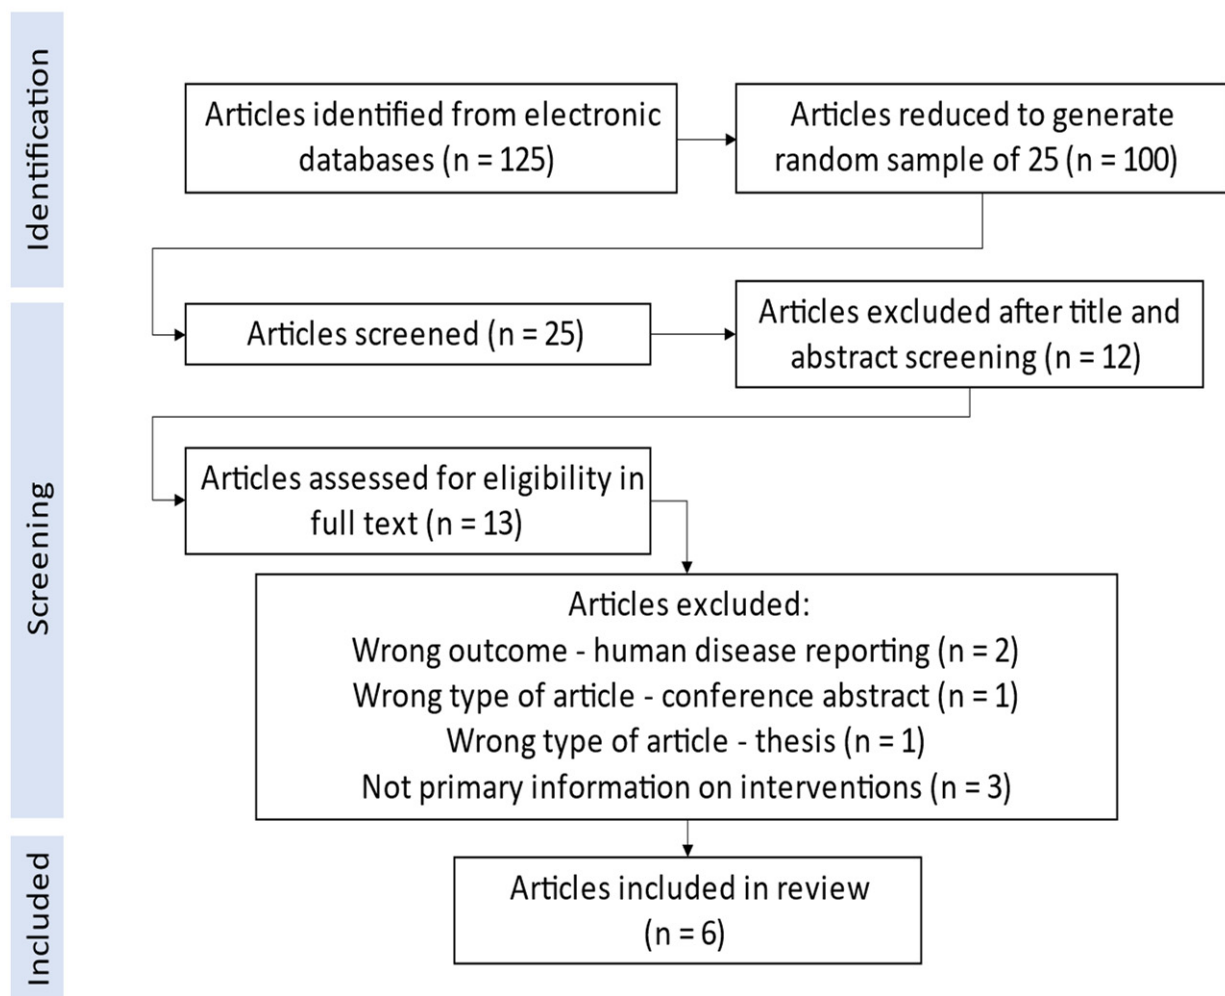 Identification
Articles identified from electronic
databases (n = 125)
Articles reduced to generate
random sample of 25 (n = 100)
Screening
Articles screened (n = 25)
Articles excluded after title and
abstract screening (n = 12)
Articles assessed for eligibility in
full text (n = 13)
Articles excluded:
Wrong outcome - human disease reporting (n = 2)
Wrong type of article - conference abstract (n = 1)
Wrong type of article - thesis (n = 1)
Not primary information on interventions (n = 3)
Included
Articles included in review
(n = 6)